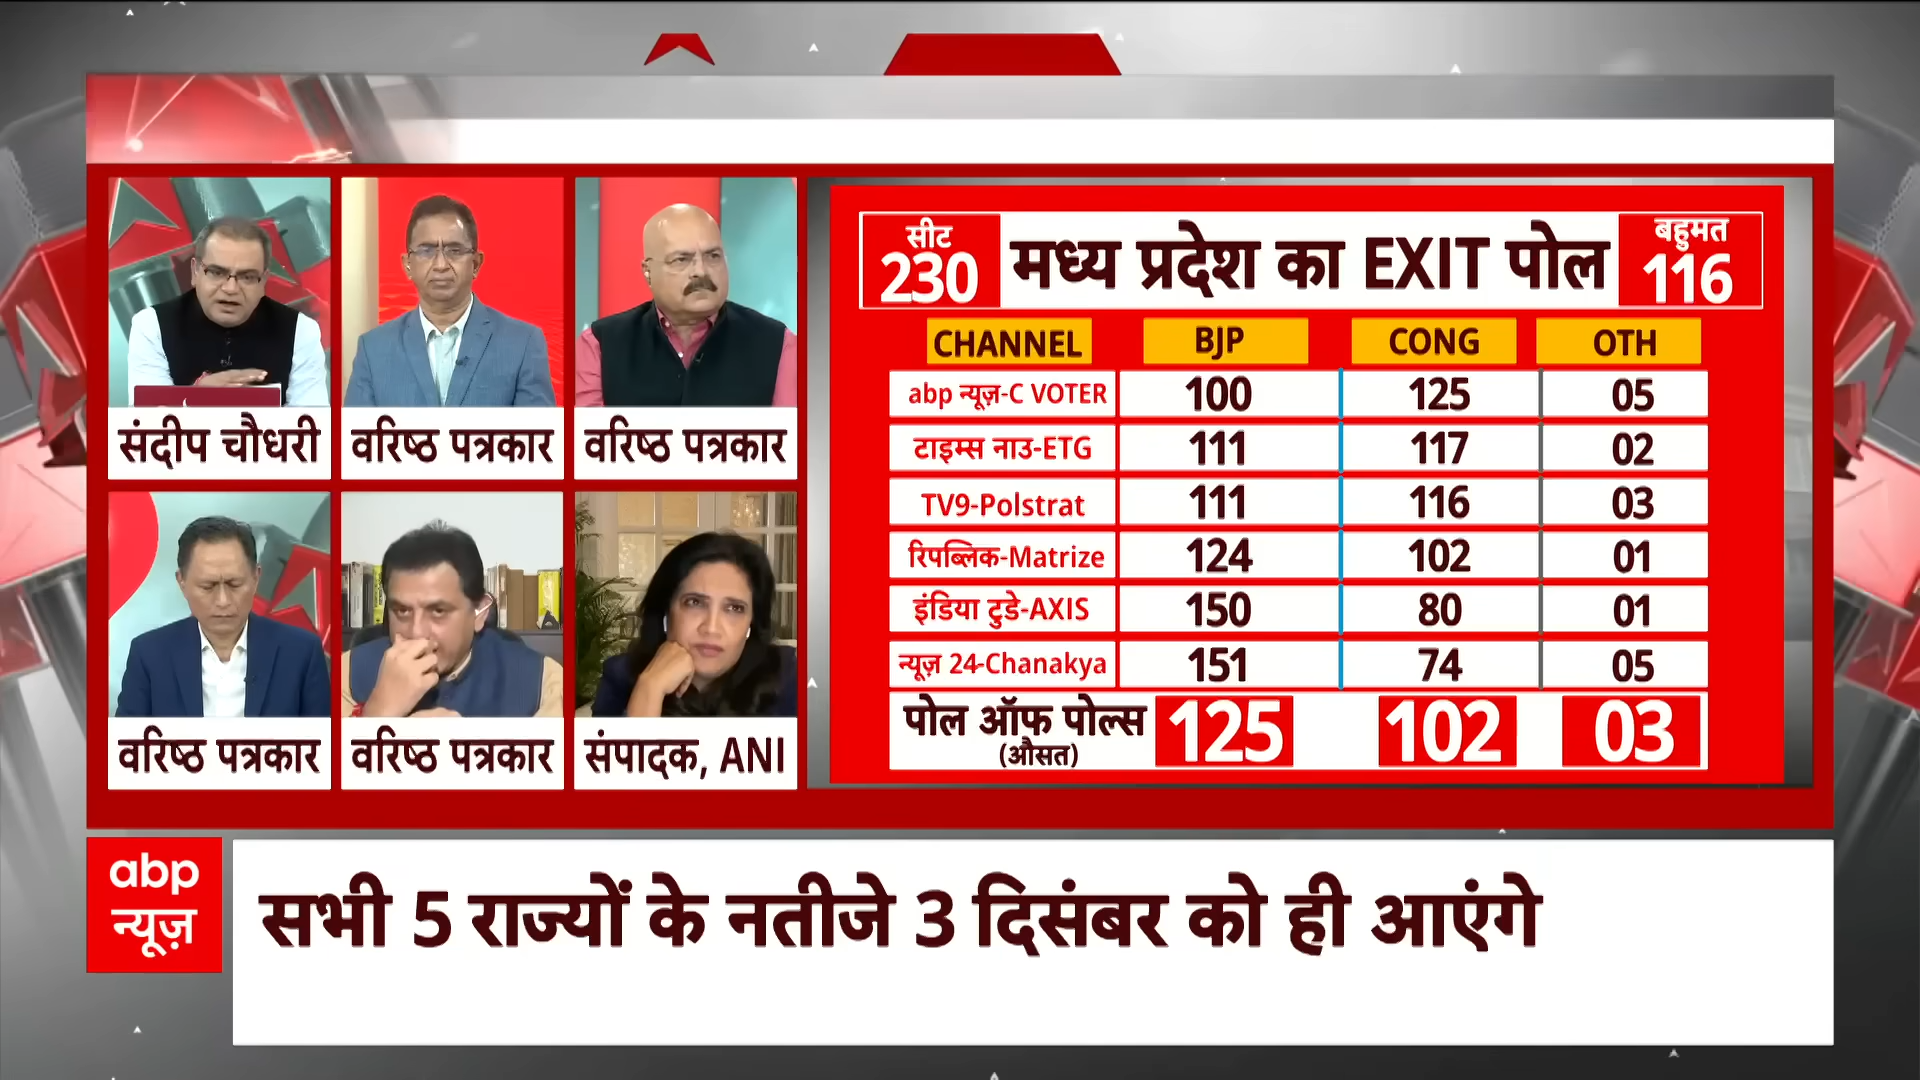 संदीप चौधरी
वरिष्ठ पत्रकार
वरिष्ठ पत्रकार
वरिष्ठ पत्रकार
वरिष्ठ पत्रकार
संपादक, ANI
सीट 230
मध्य प्रदेश का EXIT पोल
बहुमत 116
CHANNEL BJP CONG OTH
abp न्यूज़-C VOTER 100 125 05
टाइम्स नाउ-ETG 111 117 02
TV9-Polstrat 111 116 03
रिपब्लिक-Matrize 124 102 01
इंडिया टुडे-AXIS 150 80 01
न्यूज़ 24-Chanakya 151 74 05
पोल ऑफ पोल्स (औसत) 125 102 03
abp न्यूज़
सभी 5 राज्यों के नतीजे 3 दिसंबर को ही आएंगे